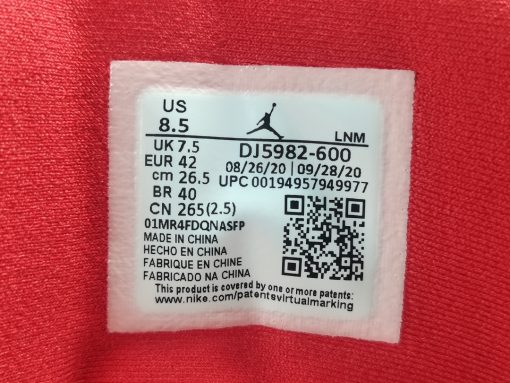 US
8.5
LNM
UK 7.5
DJ5982-600
EUR 42
08/26/20 | 09/28/20
cm 26.5
UPC 00194957949977
BR 40
CN 265(2.5)
01MR4FDQNASFP
MADE IN CHINA
HECHO EN CHINA
FABRIQUE EN CHINE
FABRICADO NA CHINA
This product is covered by one or more patents:
www.nike.com/patentsvirtualmarking